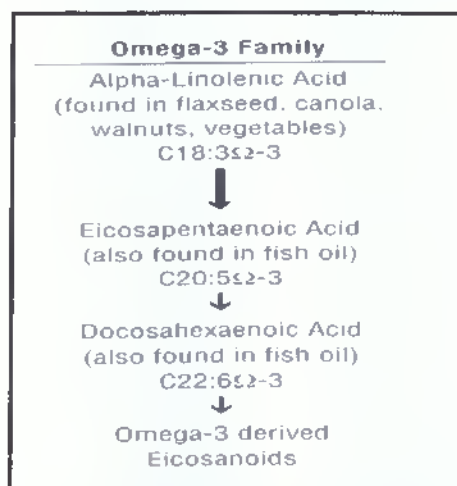 Omega-3 Family
Alpha-Linolenic Acid
(found in flaxseed, canola,
walnuts, vegetables)
C18:3Ω-3
Eicosapentaenoic Acid
(also found in fish oil)
C20:5Ω-3
Docosahexaenoic Acid
(also found in fish oil)
C22:6Ω-3
Omega-3 derived
Eicosanoids